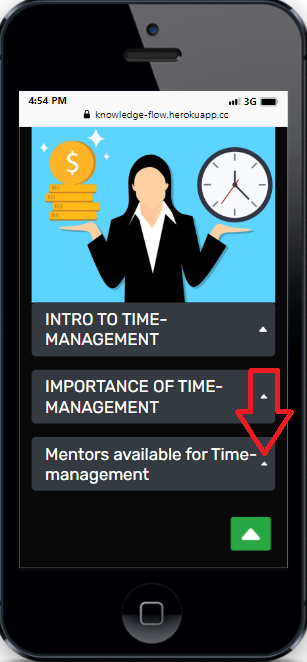 4:54 PM
3G
knowledge-flow.herokuapp.cc
$
INTRO TO TIME-
MANAGEMENT
IMPORTANCE OF TIME-
MANAGEMENT
Mentors available for Time-
management